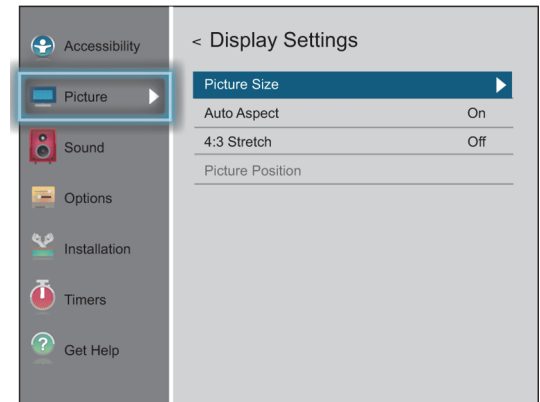 Accessibility
Picture
Sound
Options
Installation
Timers
Get Help
< Display Settings
Picture Size
Auto Aspect On
4:3 Stretch Off
Picture Position